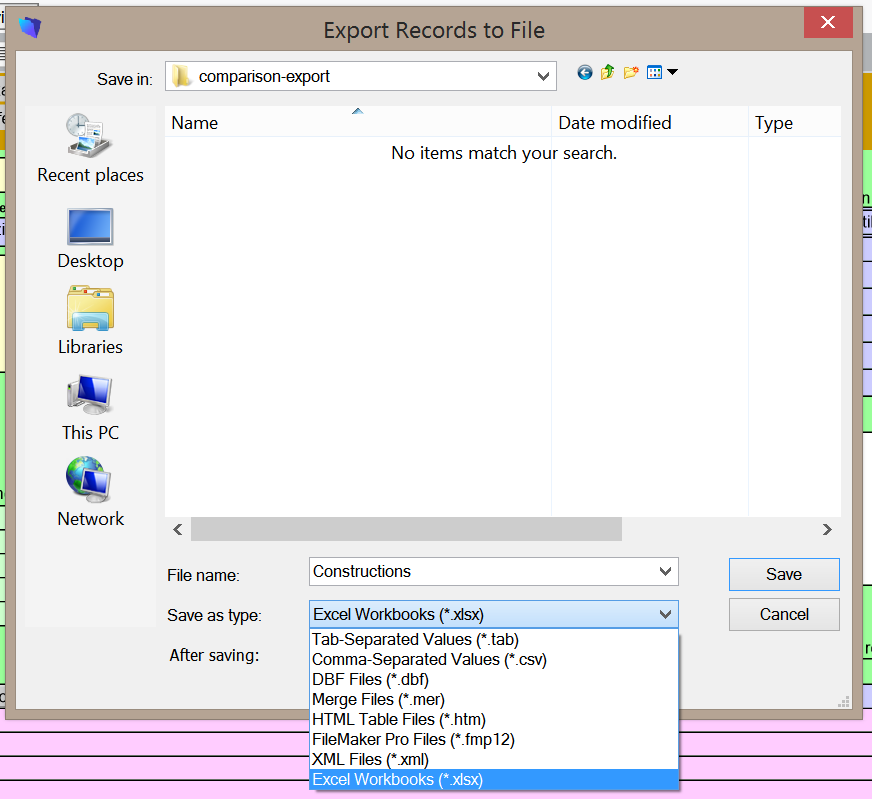 Export Records to File
Save in:
comparison-export
Name
Date modified
Type
No items match your search.
Recent places
Desktop
Libraries
This PC
Network
File name:
Constructions
Save
Save as type:
Excel Workbooks (*.xlsx)
Cancel
After saving:
Tab-Separated Values (*.tab)
Comma-Separated Values (*.csv)
DBF Files (*.dbf)
Merge Files (*.mer)
HTML Table Files (*.htm)
FileMaker Pro Files (*.fmp12)
XML Files (*.xml)
Excel Workbooks (*.xlsx)